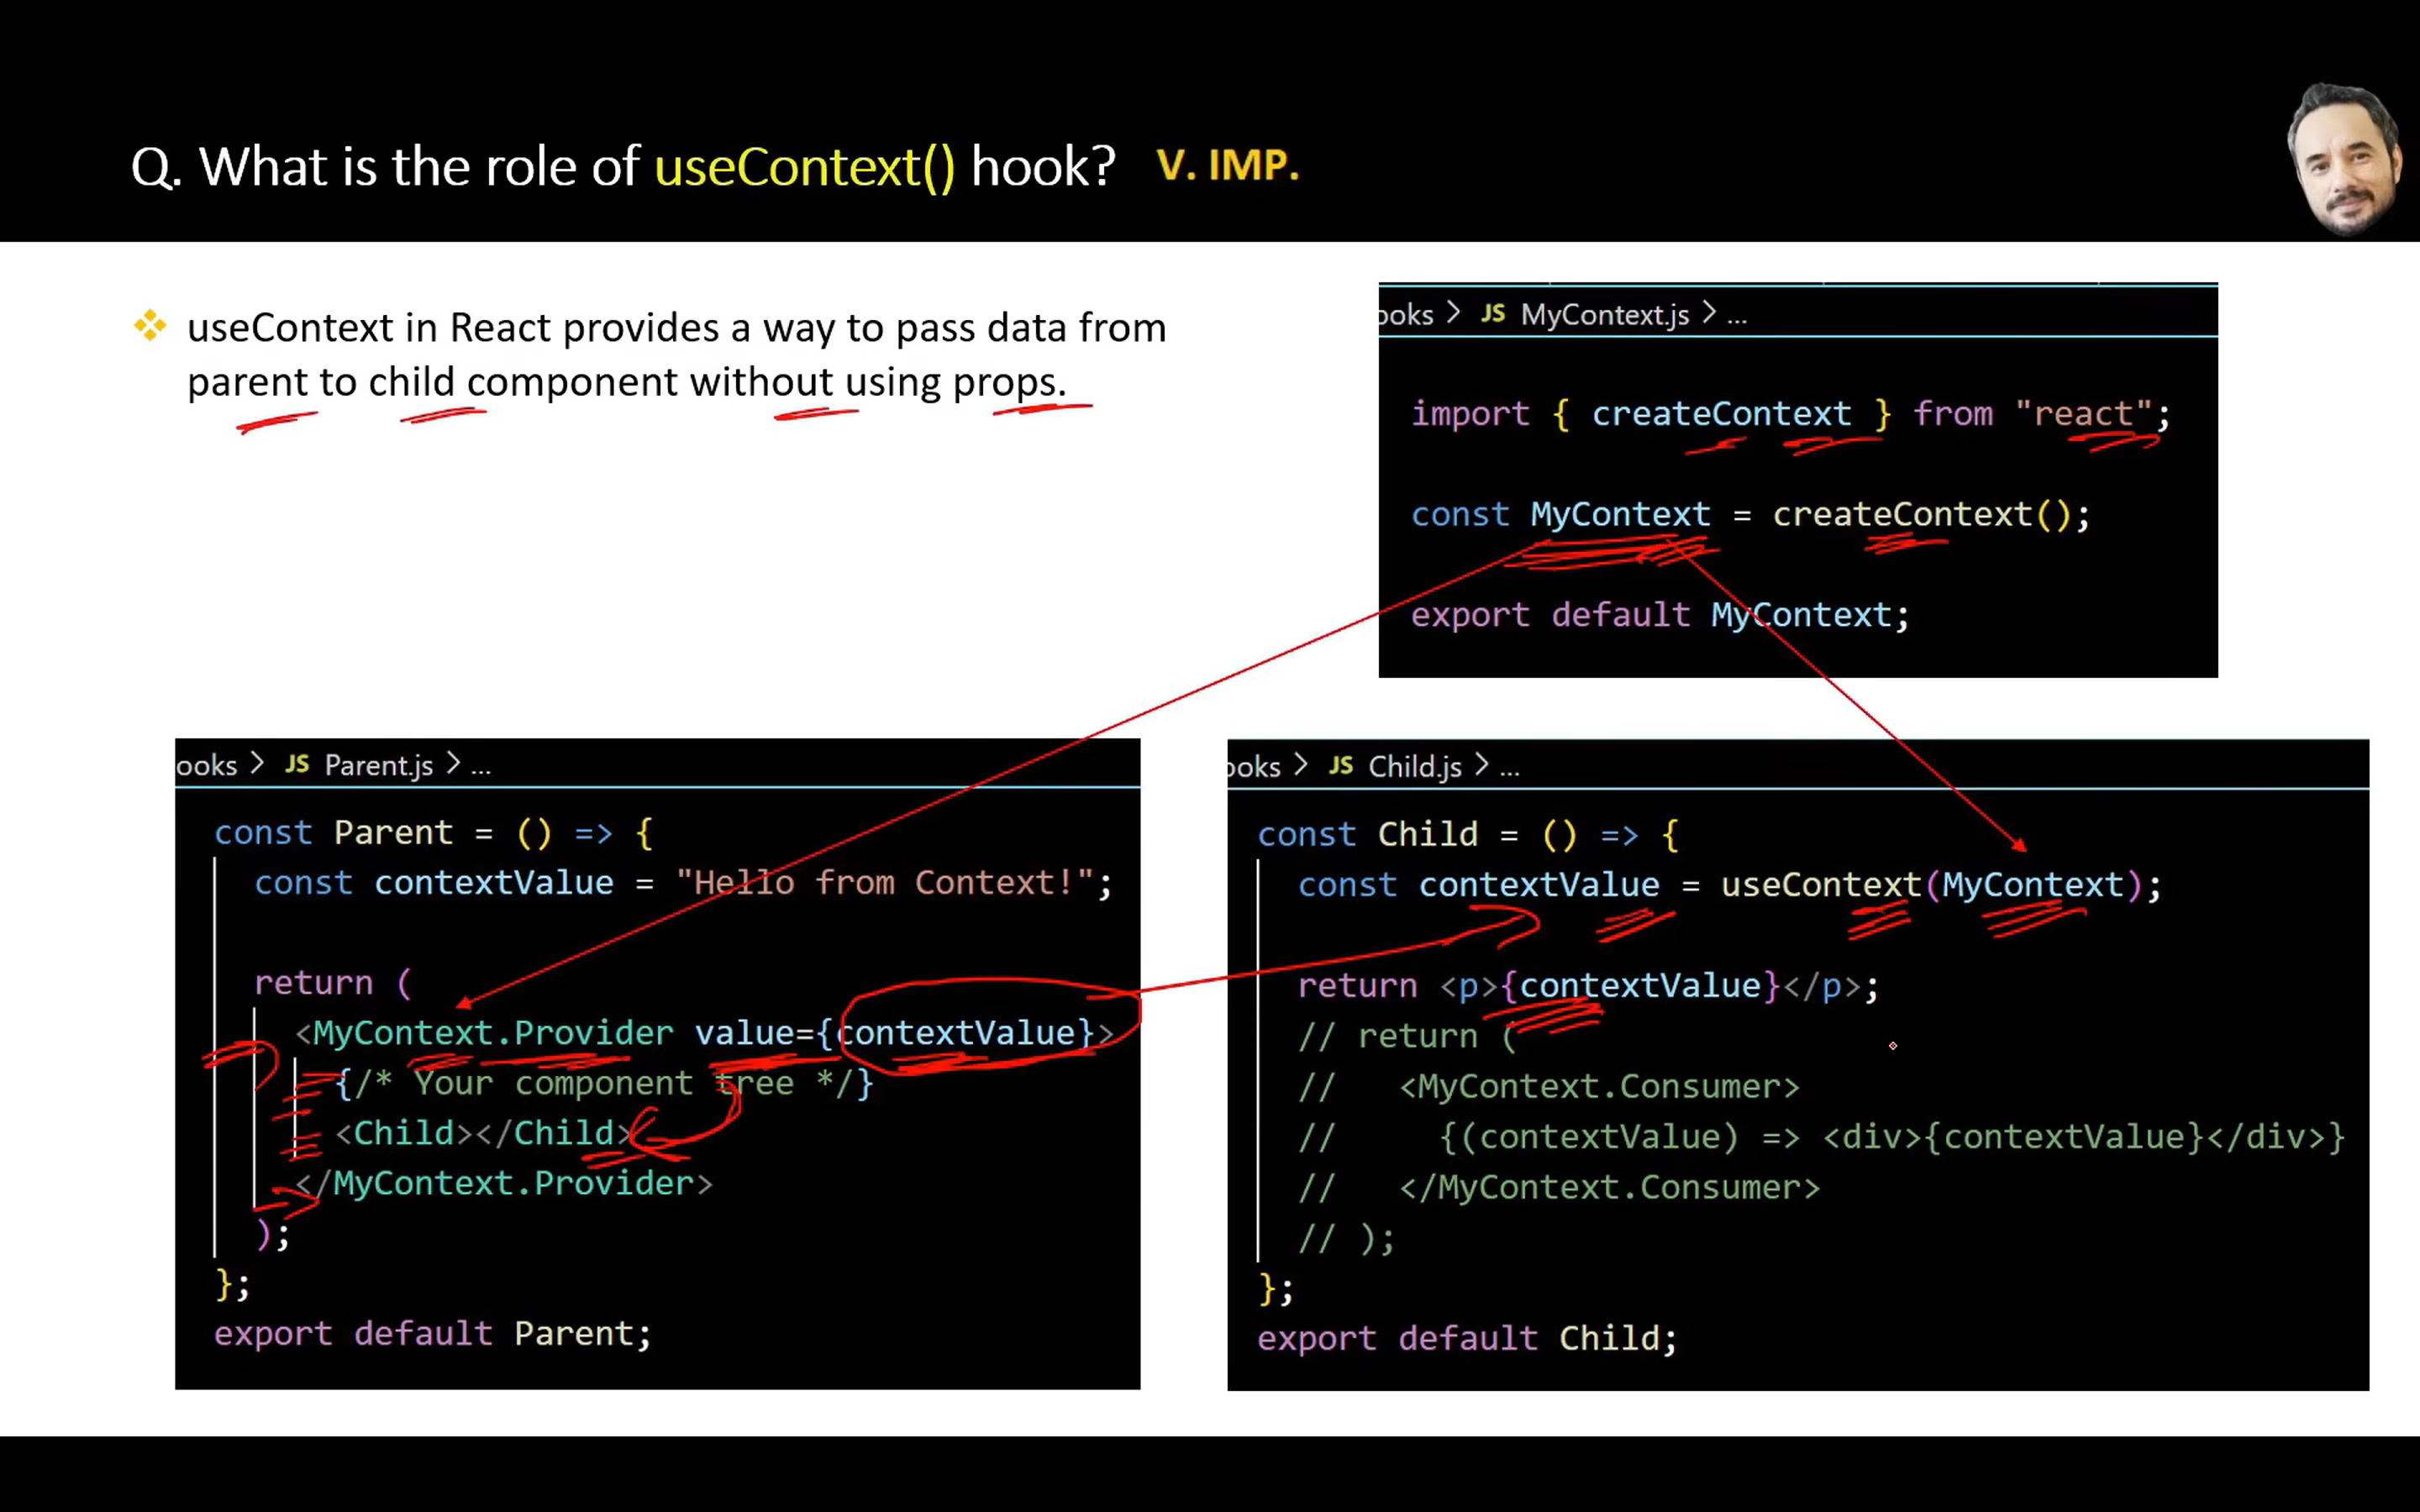 Q. What is the role of useContext() hook? V. IMP.
useContext in React provides a way to pass data from
parent to child component without using props.
ooks > JS MyContext.js > ...
import { createContext } from "react";
const MyContext = createContext();
export default MyContext;
ooks > JS Parent.js > ...
const Parent = () => {
const contextValue = "Hello from Context!";
return (
<MyContext.Provider value={contextValue}>
{/* Your component tree */}
<Child></Child>
</MyContext.Provider>
);
};
export default Parent;
ooks > JS Child.js > ...
const Child = () => {
const contextValue = useContext(MyContext);
return <p>{contextValue}</p>;
// return (
// <MyContext.Consumer>
// {(contextValue) => <div>{contextValue}</div>}
// </MyContext.Consumer>
// );
};
export default Child;